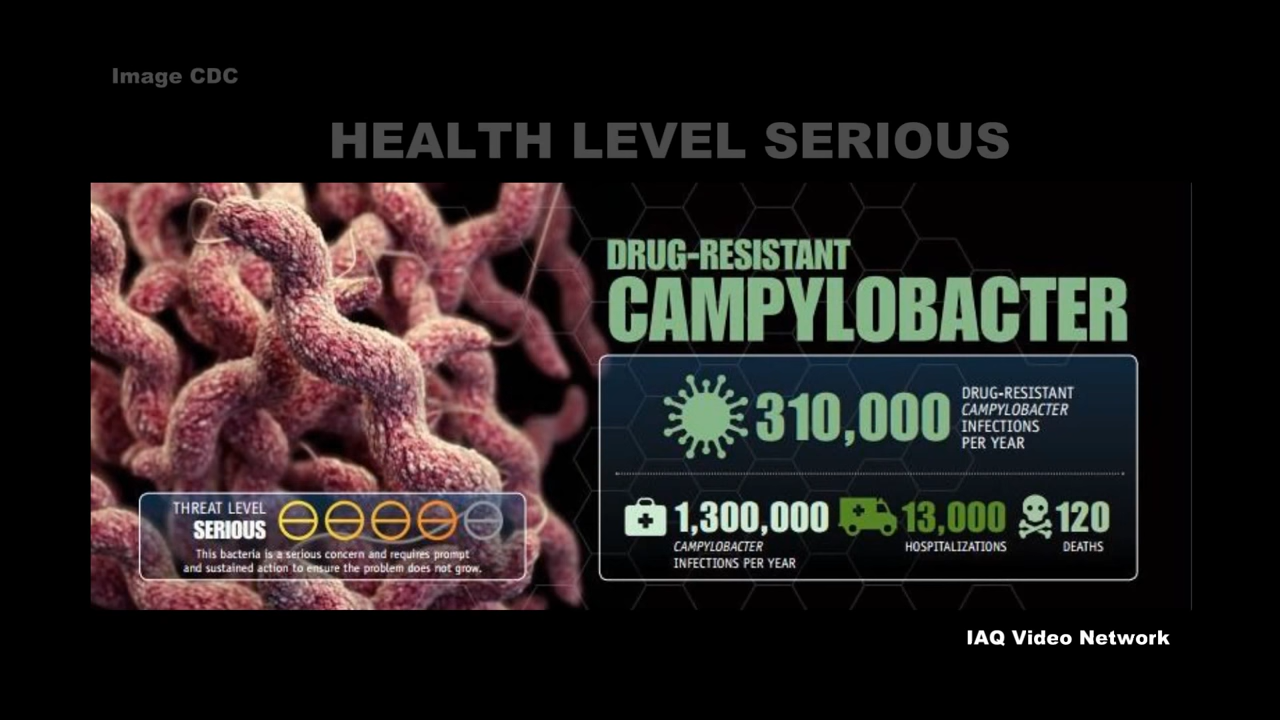 Image CDC
HEALTH LEVEL SERIOUS
DRUG-RESISTANT
CAMPYLOBACTER
310,000
DRUG-RESISTANT
CAMPYLOBACTER
INFECTIONS
PER YEAR
THREAT LEVEL
SERIOUS
This bacteria is a serious concern and requires prompt
and sustained action to ensure the problem does not grow.
1,300,000
CAMPYLOBACTER
INFECTIONS PER YEAR
13,000
HOSPITALIZATIONS
120
DEATHS
IAQ Video Network